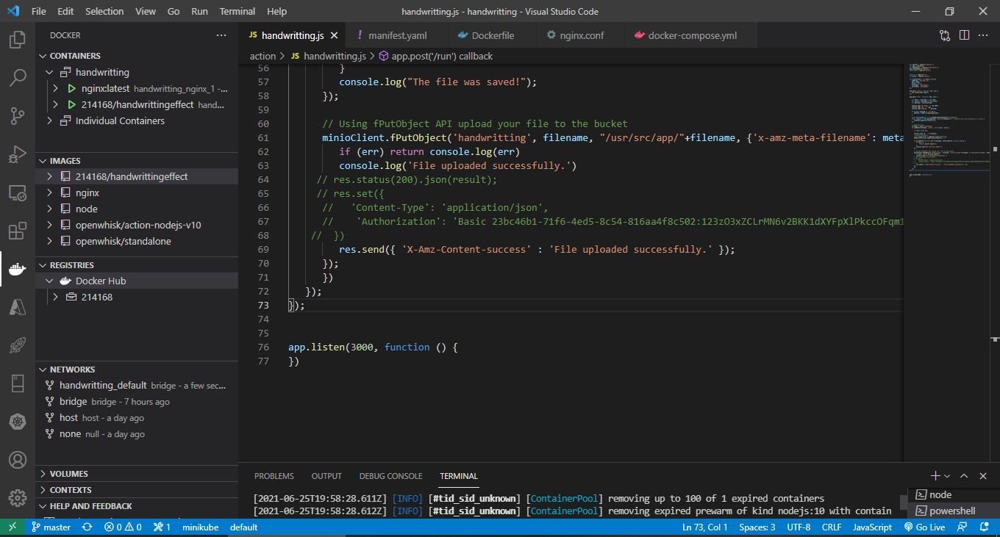 File Edit Selection View Go Run Terminal Help
handwritting.js - handwritting - Visual Studio Code
DOCKER
CONTAINERS
handwritting
nginx:latest handwritting_nginx_1 –...
214168/handwrittingeffect hand...
Individual Containers
IMAGES
214168/handwrittingeffect
nginx
node
openwhisk/action-nodejs-v10
openwhisk/standalone
REGISTRIES
Docker Hub
214168
NETWORKS
handwritting_default bridge - a few sec...
bridge bridge - 7 hours ago
host host - a day ago
none null - a day ago
VOLUMES
CONTEXTS
HELP AND FEEDBACK
JS handwritting.js
! manifest.yaml
Dockerfile
nginx.conf
docker-compose.yml
action > JS handwritting.js > app.post('/run') callback
56 }
57 console.log("The file was saved!");
58 });
59
60 // Using fPutObject API upload your file to the bucket
61 minioClient.fPutObject('handwritting', filename, "/usr/src/app/"+filename, {'x-amz-meta-filename': meta
62 if (err) return console.log(err)
63 console.log('File uploaded successfully.')
64 // res.status(200).json(result);
65 // res.set({
66 // 'Content-Type': 'application/json',
67 // 'Authorization': 'Basic 23bc46b1-71f6-4ed5-8c54-816aa4f8c502:123zO3xZCLrMN6v2BKK1dXYFpXlPkccOFqm1
68 // })
69 res.send({ 'X-Amz-Content-success' : 'File uploaded successfully.' });
70 });
71 })
72 });
73 });
74
75
76 app.listen(3000, function () {
77 })
PROBLEMS OUTPUT DEBUG CONSOLE TERMINAL
[2021-06-25T19:58:28.611Z] [INFO] [#tid_sid_unknown] [ContainerPool] removing up to 100 of 1 expired containers
[2021-06-25T19:58:28.612Z] [INFO] [#tid_sid_unknown] [ContainerPool] removing expired prewarm of kind nodejs:10 with contain
node
powershell
master 0 0 1 minikube default
Ln 73, Col 1 Spaces: 3 UTF-8 CRLF JavaScript Go Live